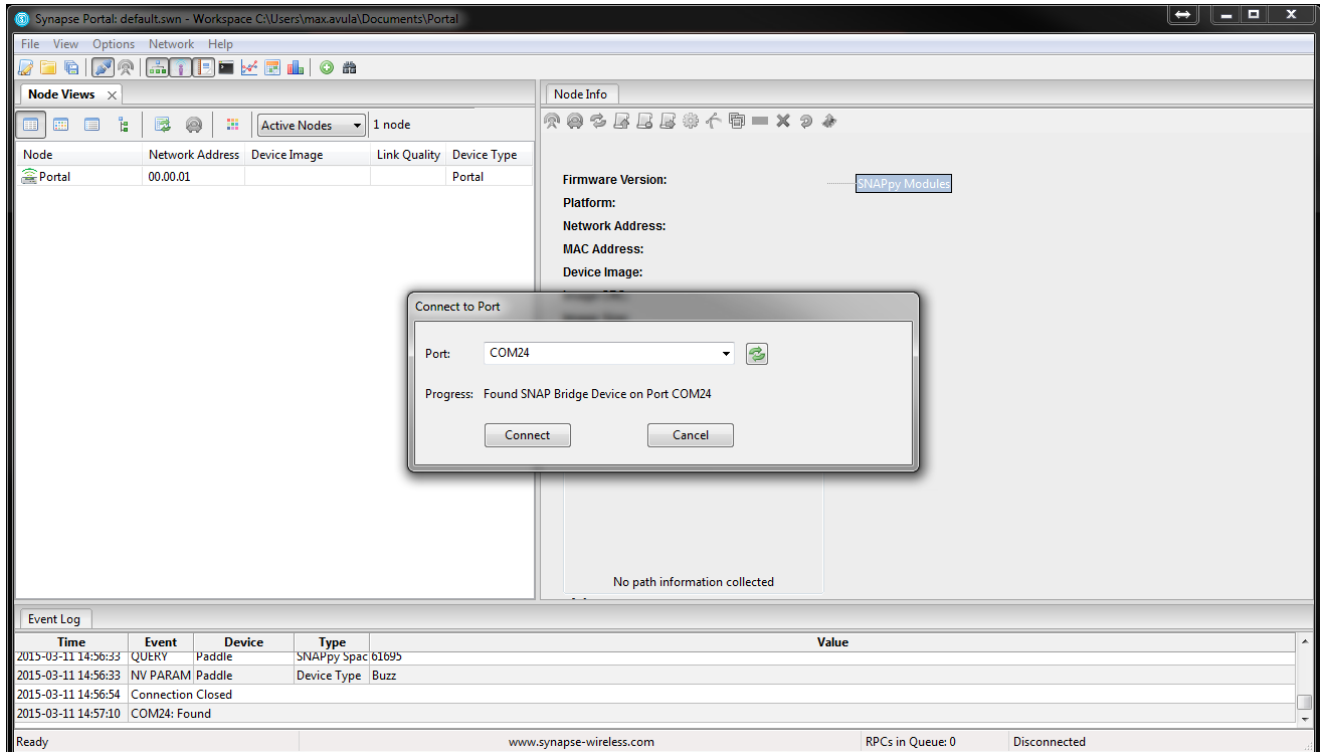 Synapse Portal: default.swn - Workspace C:\Users\max.avula\Documents\Portal
File View Options Network Help
Node Views
Active Nodes 1 node
Node Network Address Device Image Link Quality Device Type
Portal 00.00.01 Portal
Node Info
Firmware Version:
SNAPpy Modules
Platform:
Network Address:
MAC Address:
Device Image:
Connect to Port
Port: COM24
Progress: Found SNAP Bridge Device on Port COM24
Connect Cancel
No path information collected
Event Log
Time Event Device Type Value
2015-03-11 14:56:33 QUERY Paddle SNAPpy Spac 61695
2015-03-11 14:56:33 NV PARAM Paddle Device Type Buzz
2015-03-11 14:56:54 Connection Closed
2015-03-11 14:57:10 COM24: Found
Ready www.synapse-wireless.com RPCs in Queue: 0 Disconnected